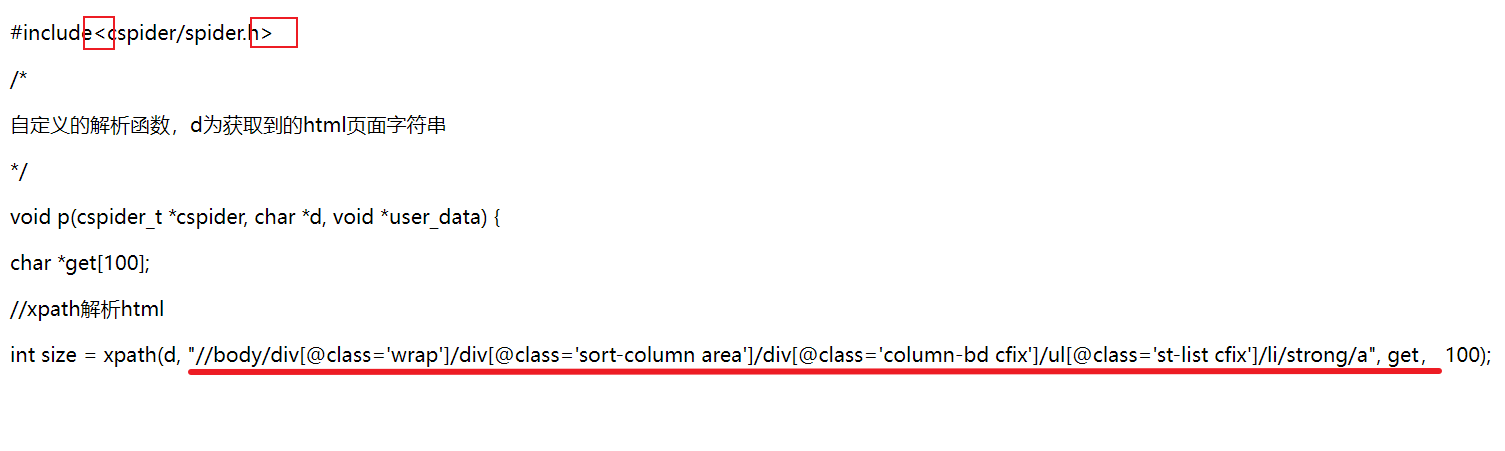 #include<cspider/spider.h>
/*
自定义的解析函数，d为获取到的html页面字符串
*/
void p(cspider_t *cspider, char *d, void *user_data) {
char *get[100];
//xpath解析html
int size = xpath(d, "//body/div[@class='wrap']/div[@class='sort-column area']/div[@class='column-bd cfix']/ul[@class='st-list cfix']/li/strong/a", get， 100);